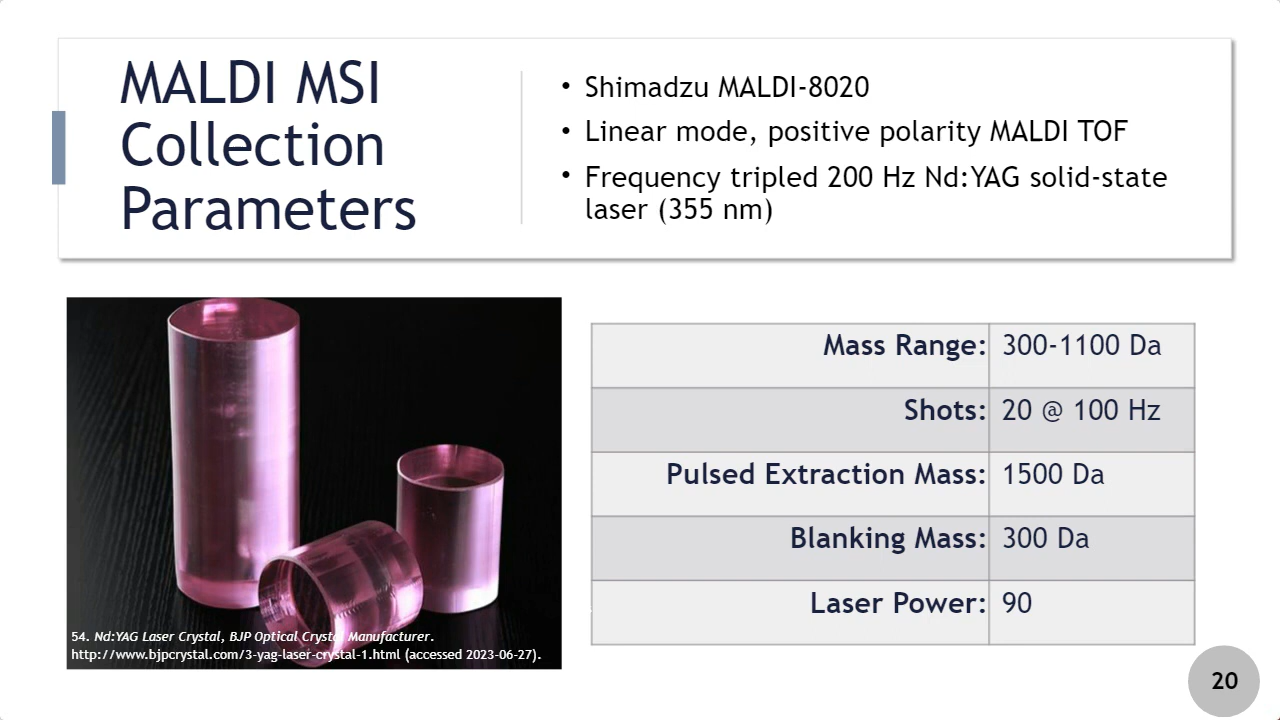 MALDI MSI
Collection
Parameters
• Shimadzu MALDI-8020
• Linear mode, positive polarity MALDI TOF
• Frequency tripled 200 Hz Nd:YAG solid-state
laser (355 nm)
54. Nd:YAG Laser Crystal, BJP Optical Crystal Manufacturer.
http://www.bjpcrystal.com/3-yag-laser-crystal-1.html (accessed 2023-06-27).
Mass Range: 300-1100 Da
Shots: 20 @ 100 Hz
Pulsed Extraction Mass: 1500 Da
Blanking Mass: 300 Da
Laser Power: 90
20